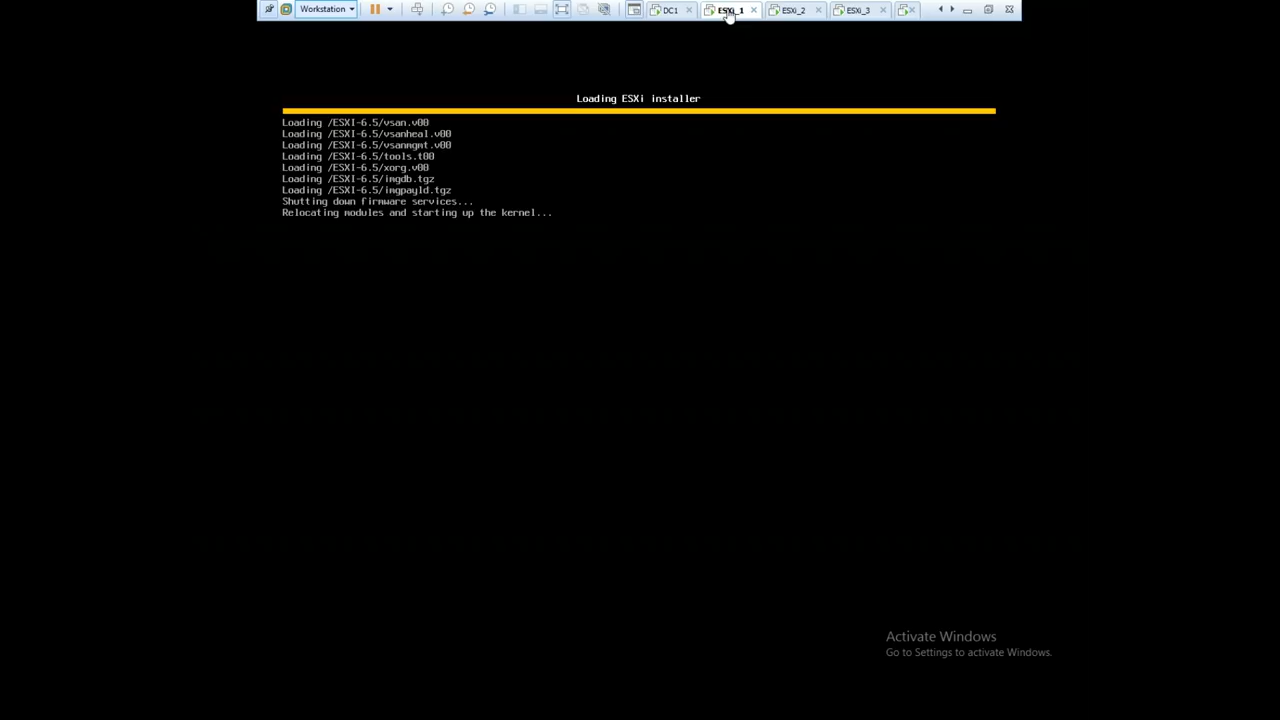 Workstation
DC1
ESXi_1
ESXi_2
ESXi_3
Loading ESXi installer
Loading /ESXI-6.5/vsan.v00
Loading /ESXI-6.5/vsanheal.v00
Loading /ESXI-6.5/vsanmgmt.v00
Loading /ESXI-6.5/tools.t00
Loading /ESXI-6.5/xorg.v00
Loading /ESXI-6.5/imgdb.tgz
Loading /ESXI-6.5/imgpayld.tgz
Shutting down firmware services...
Relocating modules and starting up the kernel...
Activate Windows
Go to Settings to activate Windows.